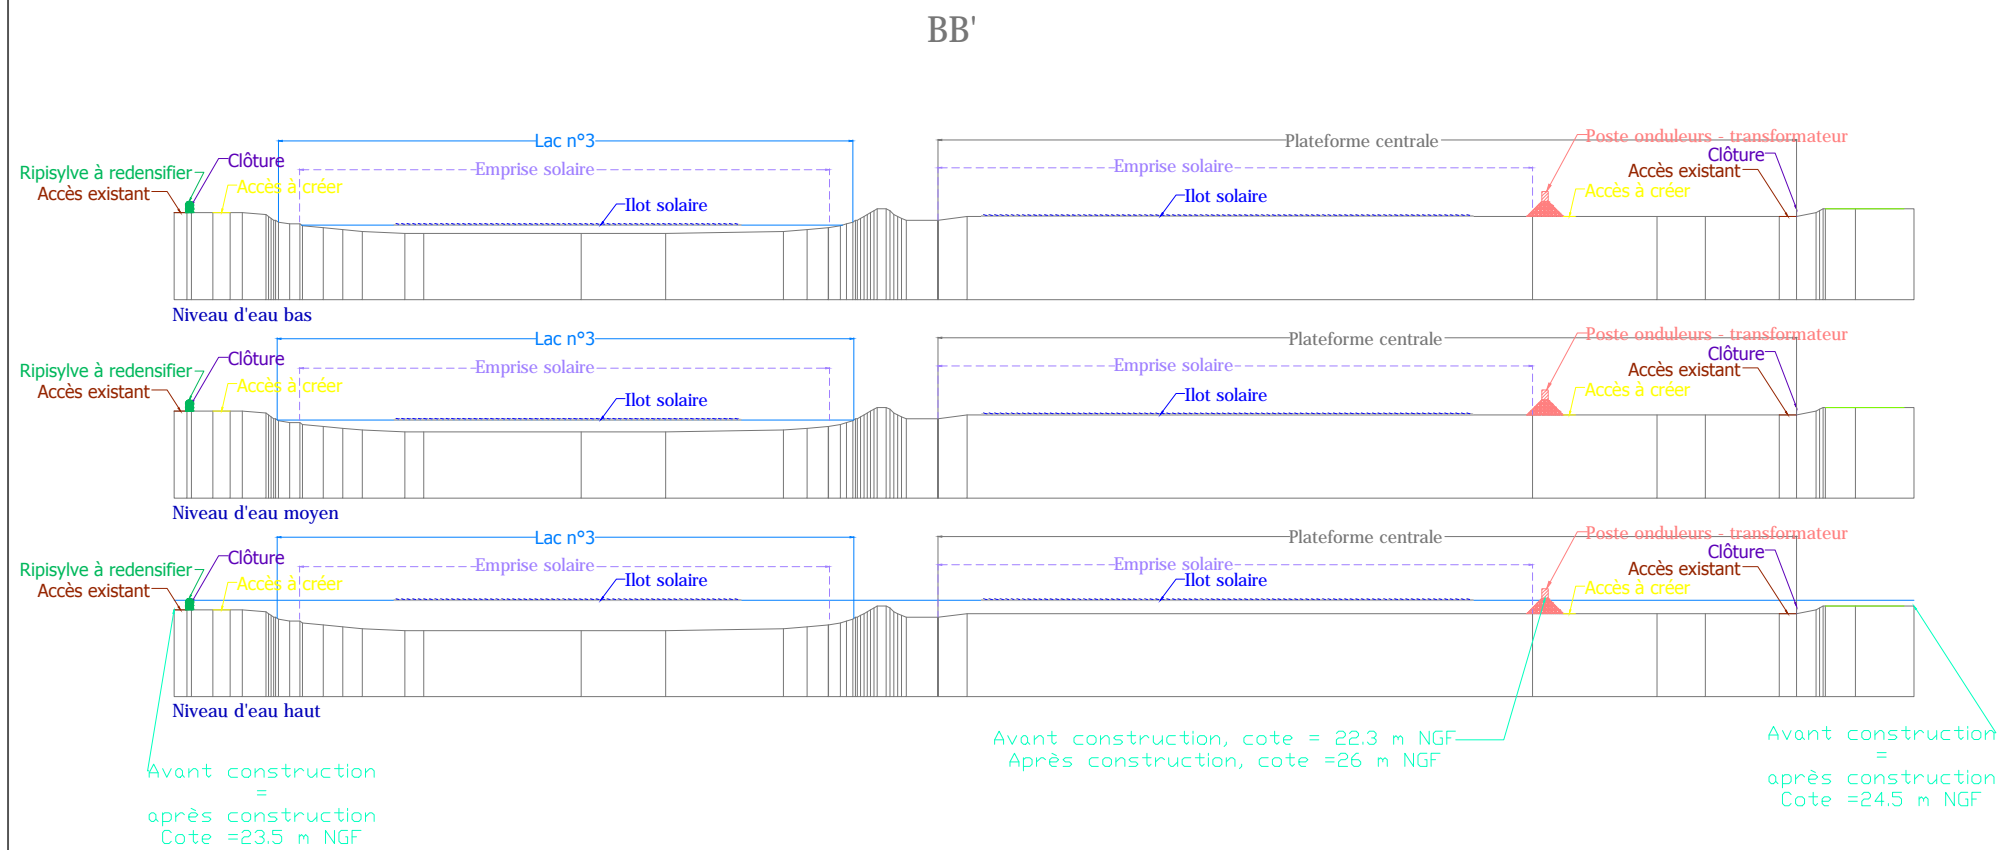 BB'
Lac n°3
Plateforme centrale
Poste onduleurs - transformateur
Clôture
Clôture
Ripisylve à redensifier
Emprise solaire
Emprise solaire
Accès existant
Accès existant
Accès à créer
Accès à créer
Ilot solaire
Ilot solaire
Niveau d'eau bas
Lac n°3
Plateforme centrale
Poste onduleurs - transformateur
Clôture
Clôture
Ripisylve à redensifier
Emprise solaire
Emprise solaire
Accès existant
Accès existant
Accès à créer
Accès à créer
Ilot solaire
Ilot solaire
Niveau d'eau moyen
Lac n°3
Plateforme centrale
Poste onduleurs - transformateur
Clôture
Clôture
Ripisylve à redensifier
Emprise solaire
Emprise solaire
Accès existant
Accès existant
Accès à créer
Accès à créer
Ilot solaire
Ilot solaire
Niveau d'eau haut
Avant construction
=
après construction
Cote =23.5 m NGF
Avant construction, cote = 22.3 m NGF
Après construction, cote =26 m NGF
Avant construction
=
après construction
Cote =24.5 m NGF